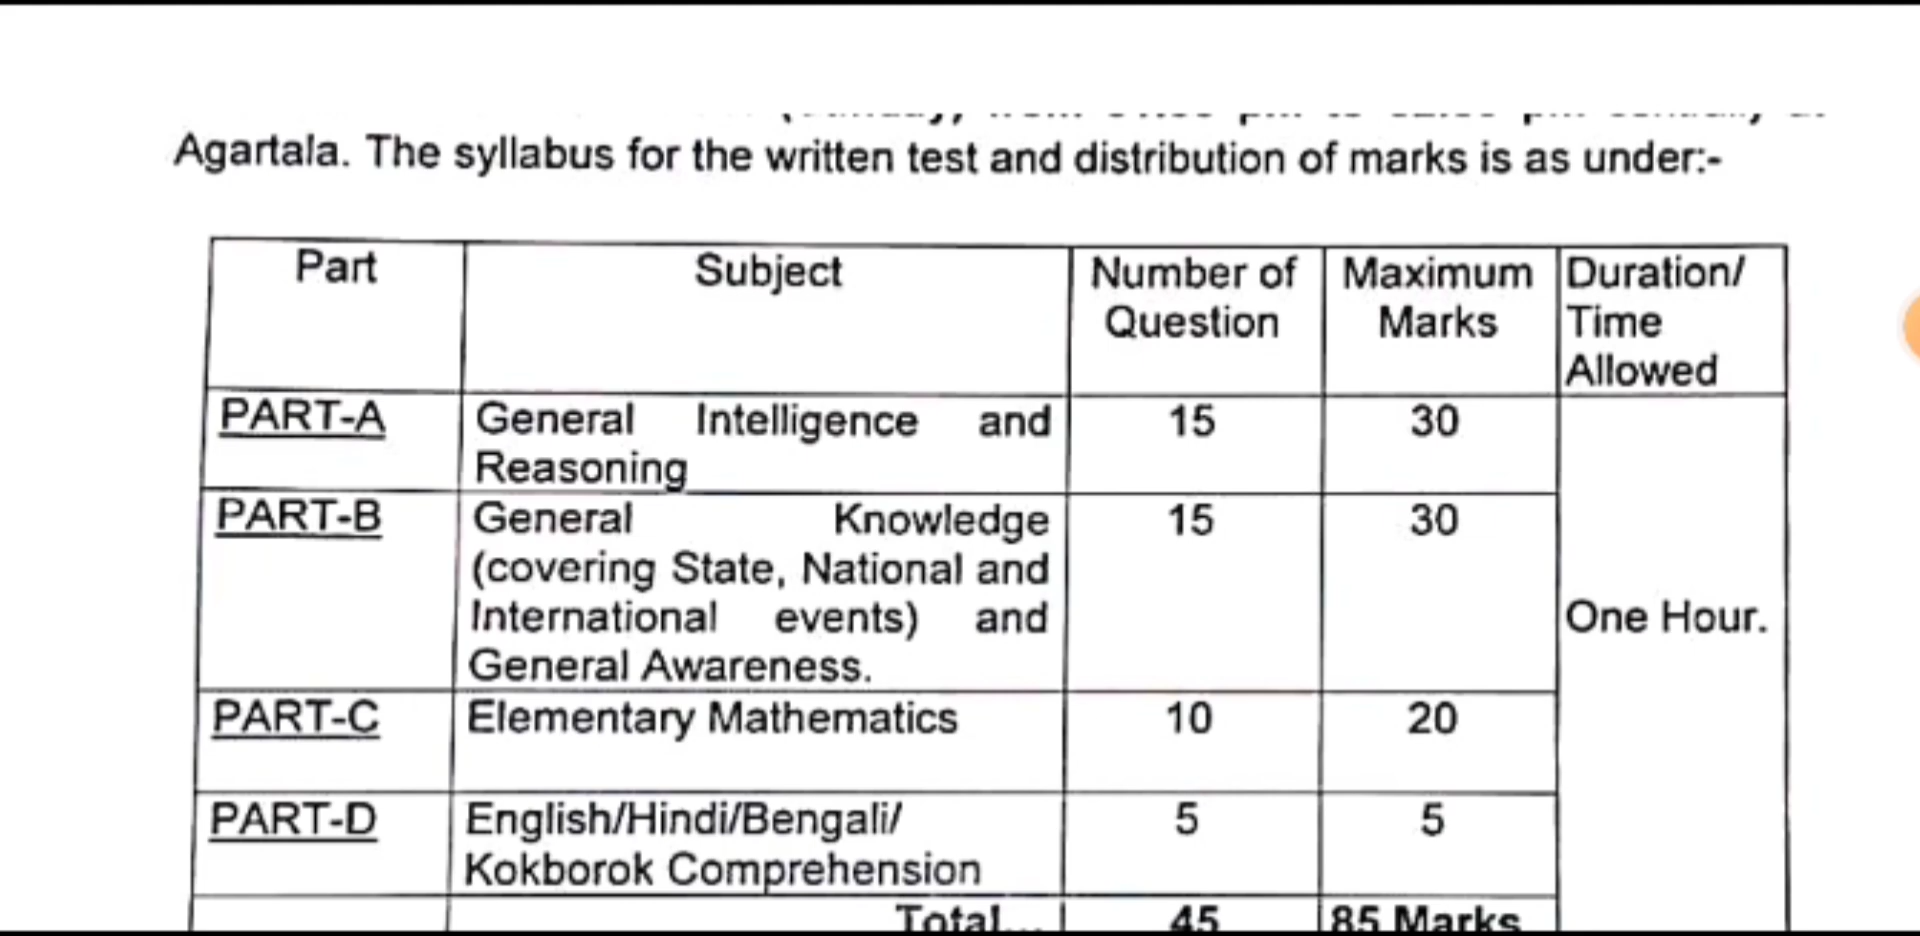 Agartala. The syllabus for the written test and distribution of marks is as under:-
Part Subject Number of Question Maximum Marks Duration/ Time Allowed
PART-A General Intelligence and Reasoning 15 30
PART-B General Knowledge (covering State, National and International events) and General Awareness. 15 30 One Hour.
PART-C Elementary Mathematics 10 20
PART-D English/Hindi/Bengali/ Kokborok Comprehension 5 5
Total... 45 85 Marks